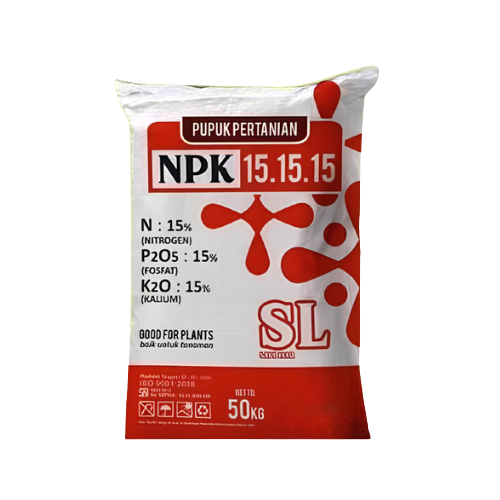 PUPUK PERTANIAN
NPK 15.15.15
N : 15%
(NITROGEN)
P2O5 : 15%
(FOSFAT)
K2O : 15%
(KALIUM)
SL
GOOD FOR PLANTS
baik untuk tanaman
50KG